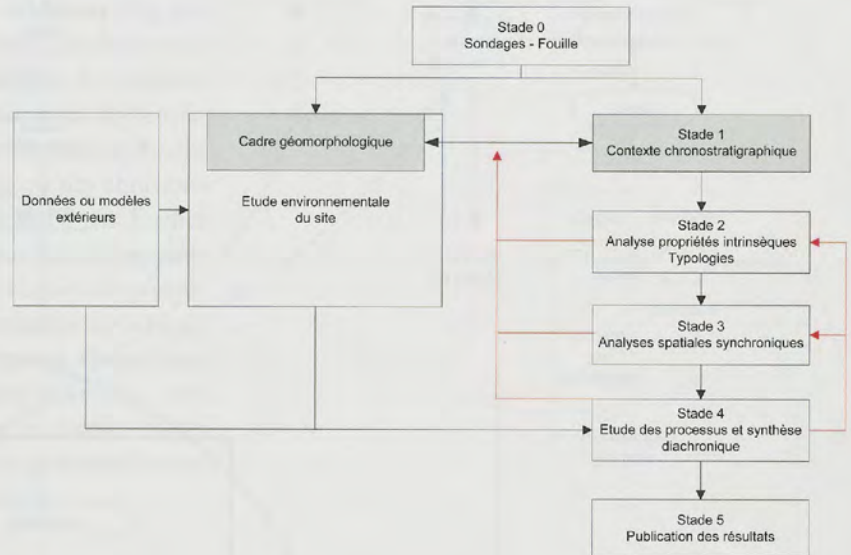 Stade 0
Sondages - Fouille
Cadre géomorphologique
Stade 1
Contexte chronostratigraphique
Données ou modèles
extérieurs
Etude environnementale
du site
Stade 2
Analyse propriétés intrinsèques
Typologies
Stade 3
Analyses spatiales synchroniques
Stade 4
Etude des processus et synthèse
diachronique
Stade 5
Publication des résultats